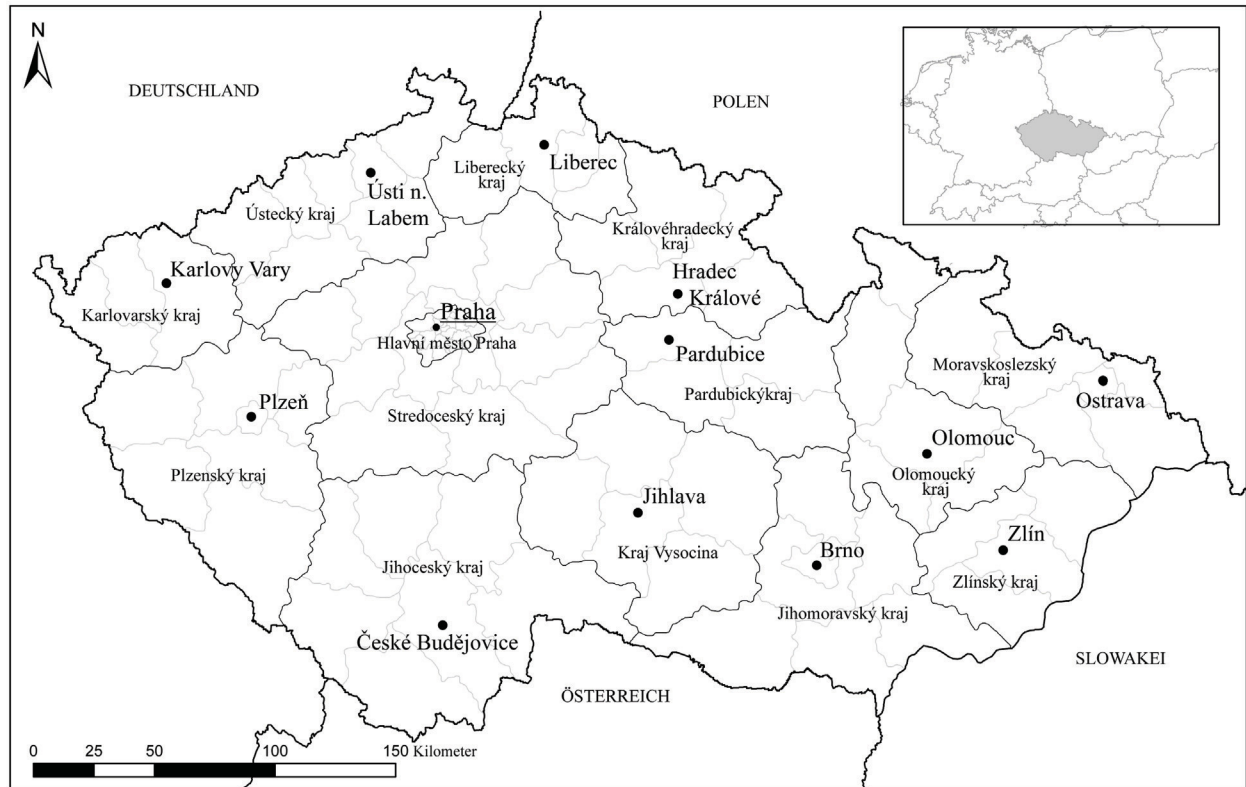 N
DEUTSCHLAND
POLEN
Liberecký
kraj
Liberec
Ústi n.
Labem
Ústecký kraj
Královéhradecký
kraj
Karlovy Vary
Karlovarský kraj
Hradec
Králové
Praha
Hlavní město Praha
Pardubice
Pardubickýkraj
Moravskoslezský
kraj
Ostrava
Plzeň
Stredoceský kraj
Plzenský kraj
Olomouc
Olomoucký
kraj
Jihlava
Kraj Vysocina
Brno
Zlín
Zlínský kraj
Jihoceský kraj
Jihomoravský kraj
České Budějovice
SLOWAKEI
ÖSTERREICH
0 25 50 100 150 Kilometer